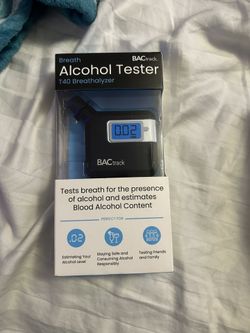 Breath
BACtrack.
Alcohol Tester
T40 Breathalyzer
0.02
BACtrack
Tests breath for the presence
of alcohol and estimates
Blood Alcohol Content
PERFECT FOR
.02
Estimating Your
Alcohol Level
Staying Safe and
Consuming Alcohol
Responsibly
Testing Friends
and Family